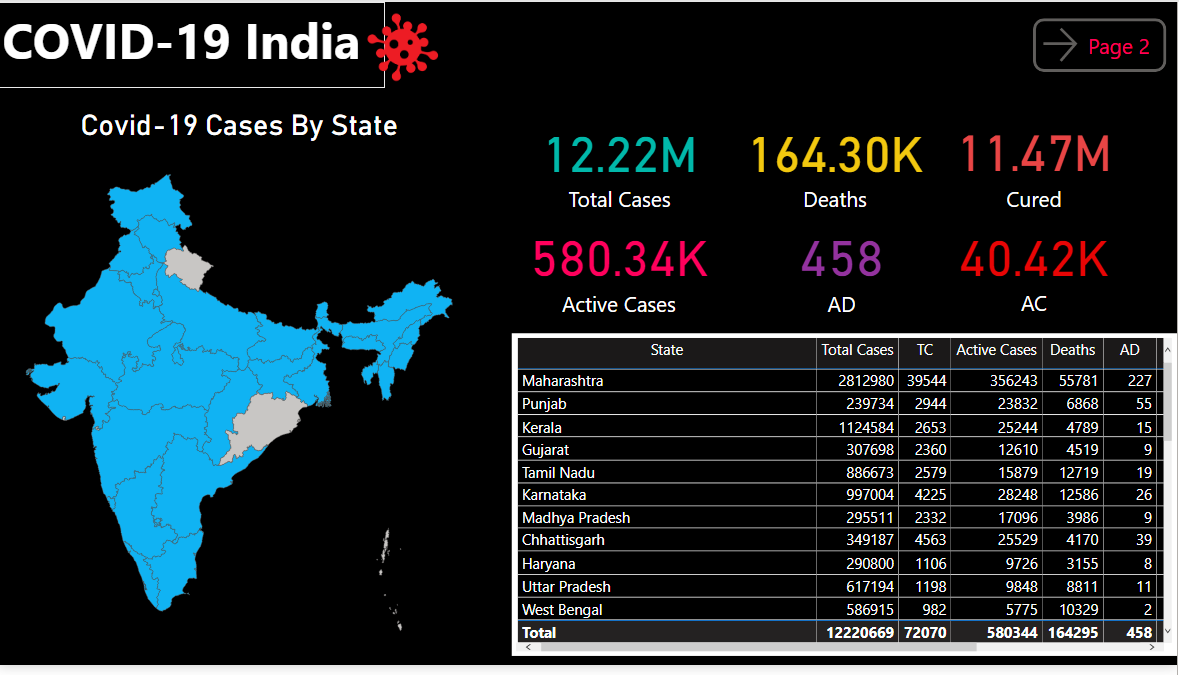 COVID-19 India
Page 2
Covid-19 Cases By State
12.22M 164.30K 11.47M
Total Cases Deaths Cured
580.34K 458 40.42K
Active Cases AD AC
State Total Cases TC Active Cases Deaths AD
Maharashtra 2812980 39544 356243 55781 227
Punjab 239734 2944 23832 6868 55
Kerala 1124584 2653 25244 4789 15
Gujarat 307698 2360 12610 4519 9
Tamil Nadu 886673 2579 15879 12719 19
Karnataka 997004 4225 28248 12586 26
Madhya Pradesh 295511 2332 17096 3986 9
Chhattisgarh 349187 4563 25529 4170 39
Haryana 290800 1106 9726 3155 8
Uttar Pradesh 617194 1198 9848 8811 11
West Bengal 586915 982 5775 10329 2
Total 12220669 72070 580344 164295 458